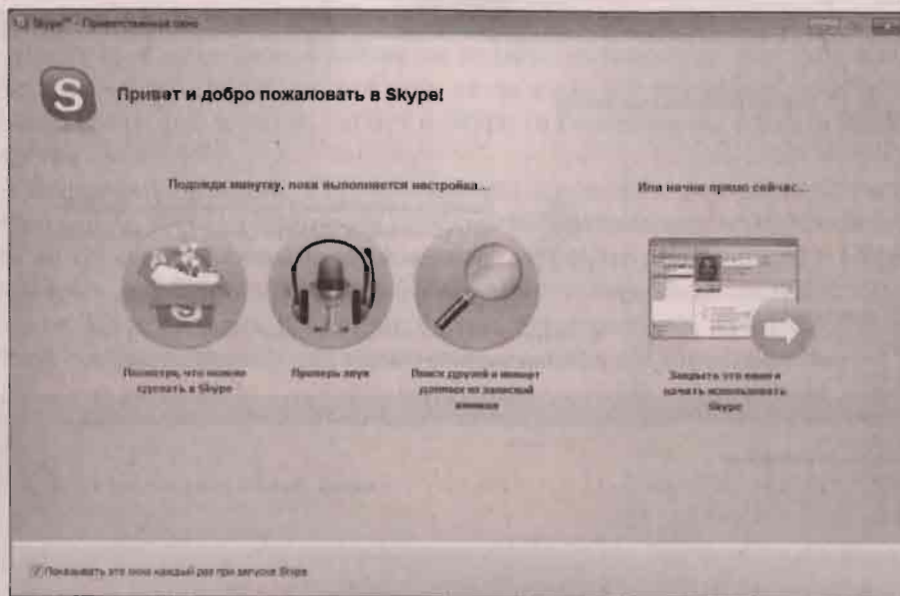 Skype™ - Приветственное окно
Привет и добро пожаловать в Skype!
Подожди минутку, пока выполняется настройка...
Или начни прямо сейчас...
Посмотри, что можно
сделать в Skype
Проверь звук
Поиск друзей и импорт
данных из записной
книжки
Закрыть это окно и
начать использовать
Skype
Показывать это окно каждый раз при запуске Skype